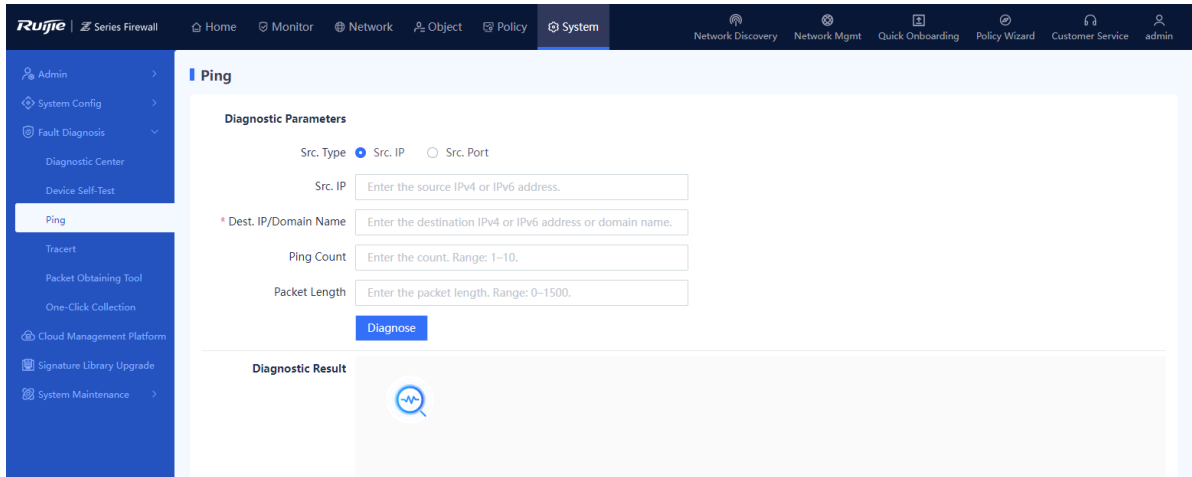 Ruijie | Z Series Firewall
Home Monitor Network Object Policy System
Network Discovery Network Mgmt Quick Onboarding Policy Wizard Customer Service admin
Admin
System Config
Fault Diagnosis
Diagnostic Center
Device Self-Test
Ping
Tracert
Packet Obtaining Tool
One-Click Collection
Cloud Management Platform
Signature Library Upgrade
System Maintenance
Ping
Diagnostic Parameters
Src. Type Src. IP Src. Port
Src. IP Enter the source IPv4 or IPv6 address.
* Dest. IP/Domain Name Enter the destination IPv4 or IPv6 address or domain name.
Ping Count Enter the count. Range: 1–10.
Packet Length Enter the packet length. Range: 0–1500.
Diagnose
Diagnostic Result